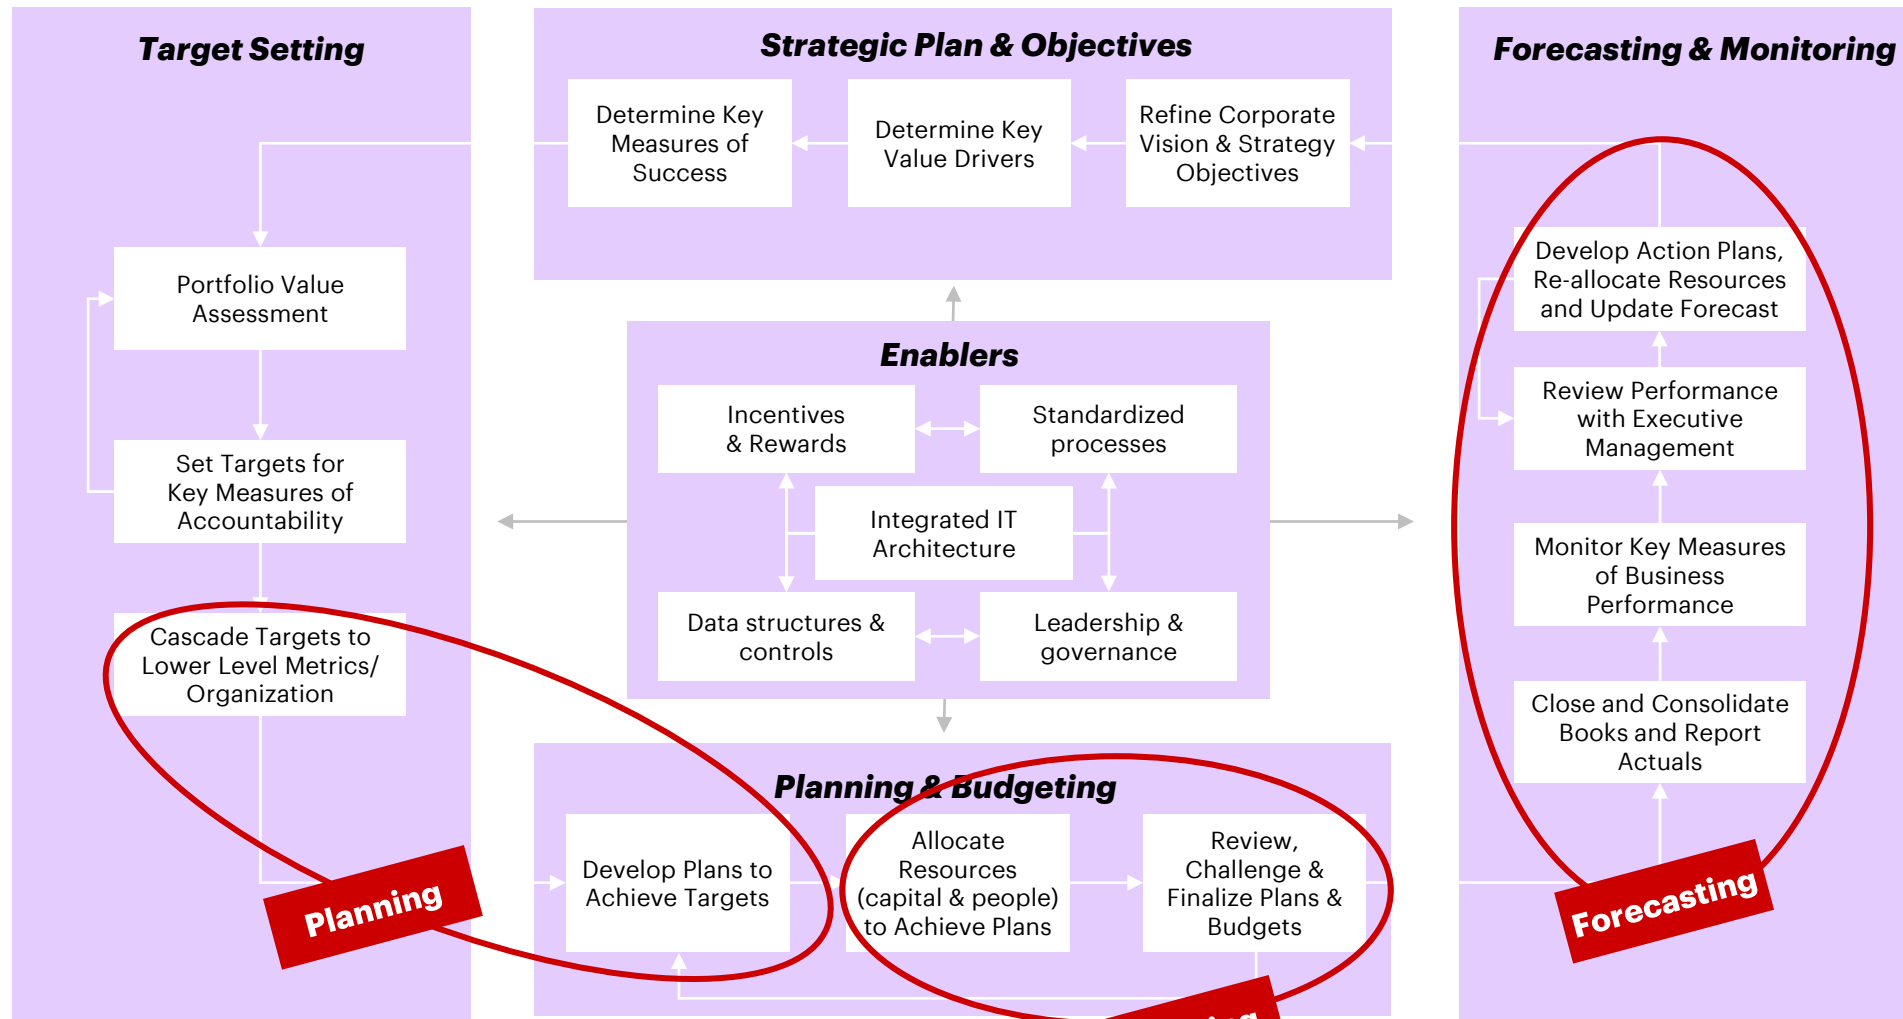 Target Setting
Portfolio Value
Assessment
Set Targets for
Key Measures of
Accountability
Cascade Targets to
Lower Level Metrics/
Organization
Strategic Plan & Objectives
Determine Key
Measures of
Success
Determine Key
Value Drivers
Refine Corporate
Vision & Strategy
Objectives
Enablers
Incentives
& Rewards
Standardized
processes
Integrated IT
Architecture
Data structures &
controls
Leadership &
governance
Planning & Budgeting
Develop Plans to
Achieve Targets
Allocate
Resources
(capital & people)
to Achieve Plans
Review,
Challenge &
Finalize Plans &
Budgets
Planning
Forecasting & Monitoring
Develop Action Plans,
Re-allocate Resources
and Update Forecast
Review Performance
with Executive
Management
Monitor Key Measures
of Business
Performance
Close and Consolidate
Books and Report
Actuals
Forecasting